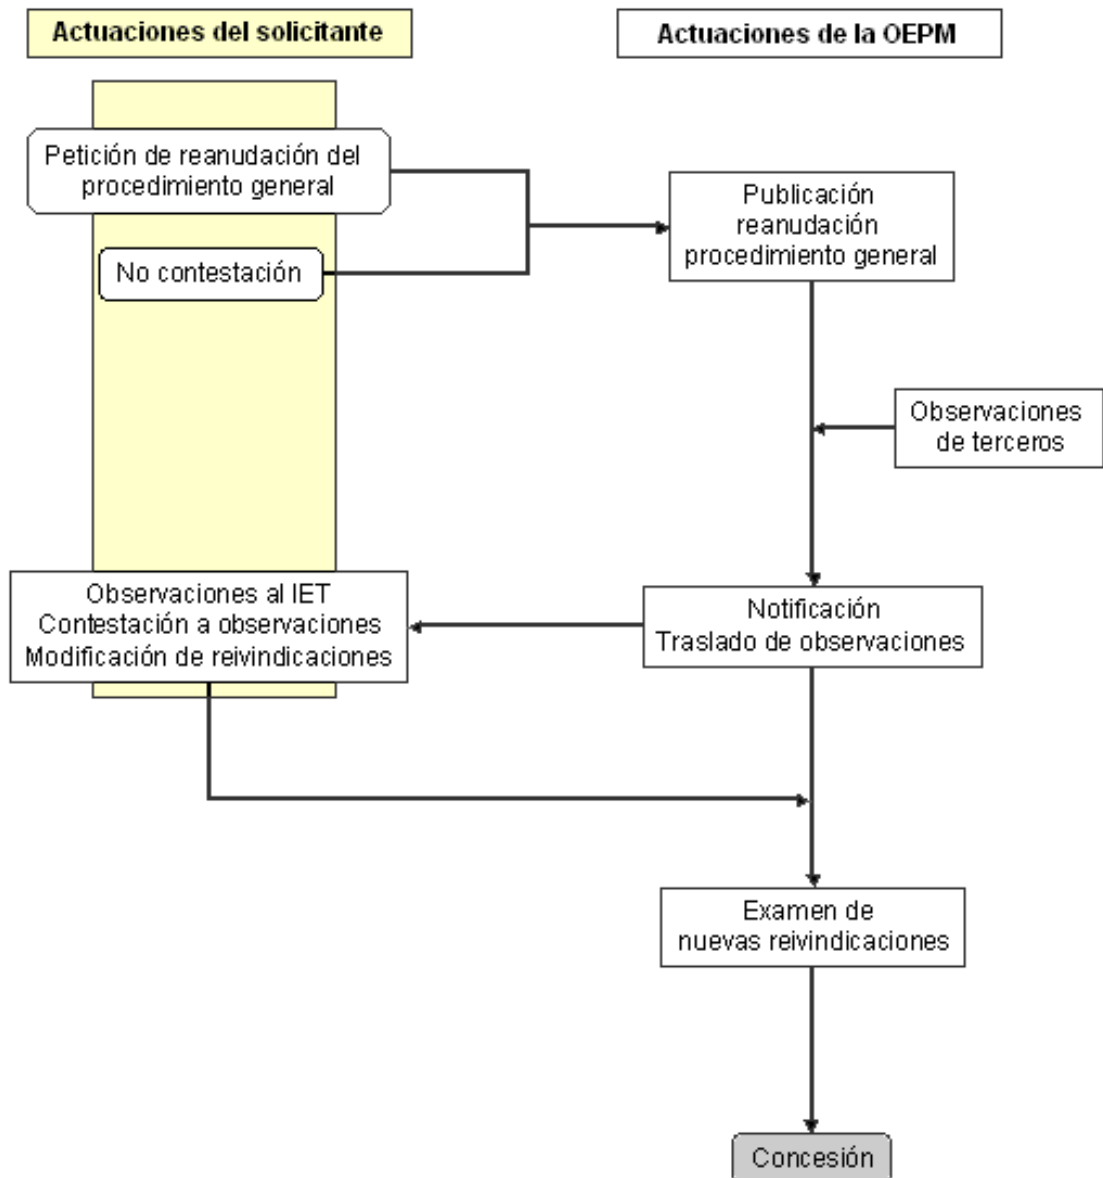 Actuaciones del solicitante
Actuaciones de la OEPM
Petición de reanudación del
procedimiento general
No contestación
Publicación
reanudación
procedimiento general
Observaciones
de terceros
Observaciones al IET
Contestación a observaciones
Modificación de reivindicaciones
Notificación
Traslado de observaciones
Examen de
nuevas reivindicaciones
Concesión